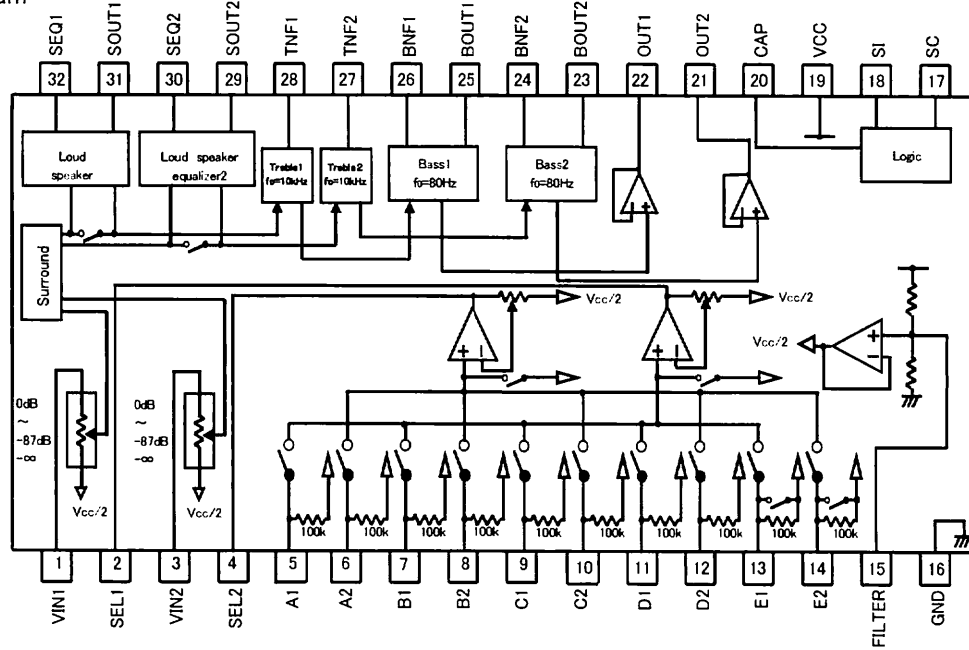 SEQ1 SOUT1 SEQ2 SOUT2 TNF1 TNF2 BNF1 BOUT1 BNF2 BOUT2 OUT1 OUT2 CAP VCC SI SC
32 31 30 29 28 27 26 25 24 23 22 21 20 19 18 17
Loud
speaker
Loud speaker
equalizer2
Treble1
fo=10kHz
Treble2
fo=10kHz
Bass1
fo=80Hz
Bass2
fo=80Hz
Logic
Surround
Vcc/2
Vcc/2
Vcc/2
+ -
+ -
+
-
0dB
~
-87dB
-∞
0dB
~
-87dB
-∞
Vcc/2
Vcc/2
100k 100k 100k 100k 100k 100k 100k 100k 100k 100k
1 2 3 4 5 6 7 8 9 10 11 12 13 14 15 16
VIN1 SEL1 VIN2 SEL2 A1 A2 B1 B2 C1 C2 D1 D2 E1 E2 FILTER GND